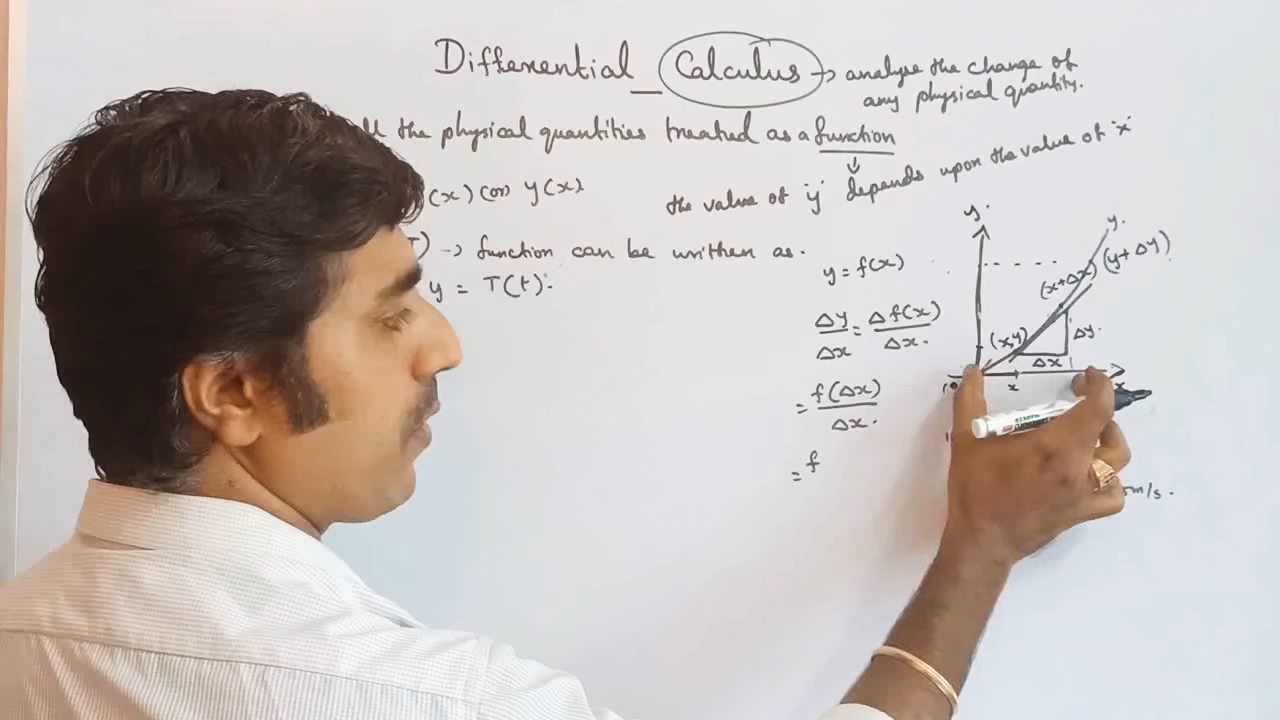 Differential Calculus → analyse the change of
any physical quantity.
the physical quantities treated as a function
the value of 'y' depends upon the value of 'x'
(x) (or) y(x).
) → function can be written as.
y = T(t).
y = f(x)
Δy/Δx = Δf(x)/Δx.
= f(Δx)/Δx.
= f
y.
y.
(y+Δy)
(x+Δx)
(x,y)
Δy.
Δx
x
x
m/s.